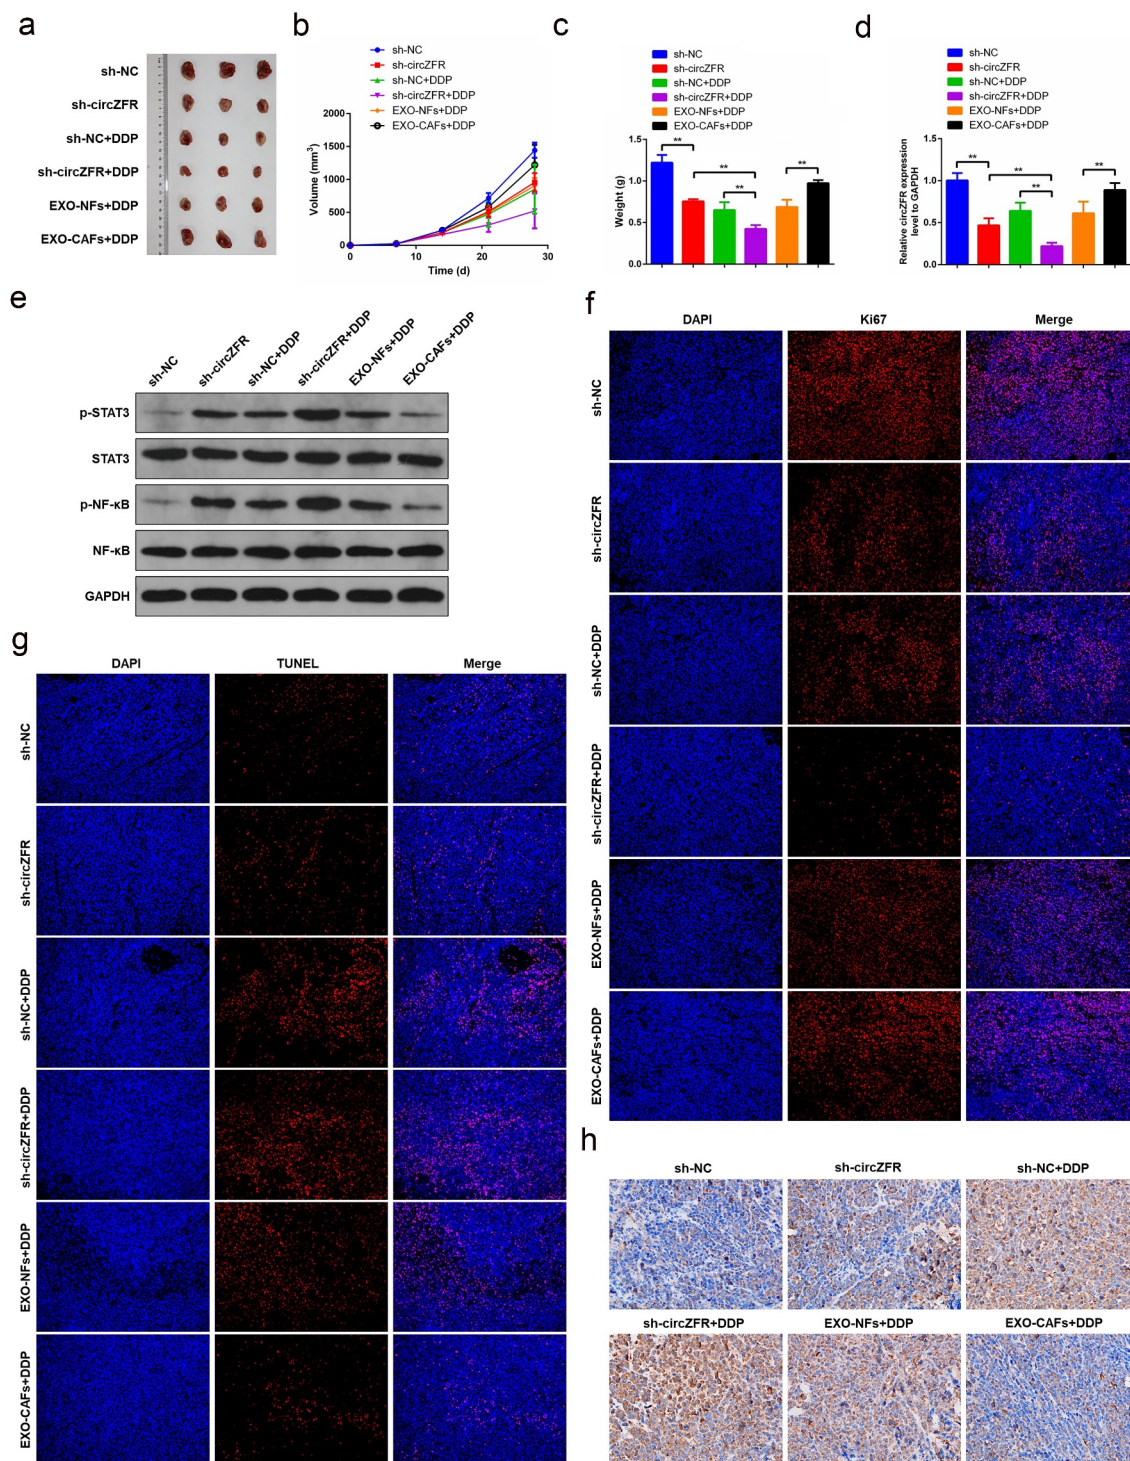 a
sh-NC
sh-circZFR
sh-NC+DDP
sh-circZFR+DDP
EXO-NFs+DDP
EXO-CAFs+DDP
b
sh-NC
sh-circZFR
sh-NC+DDP
sh-circZFR+DDP
EXO-NFs+DDP
EXO-CAFs+DDP
Volume (mm³)
2000
1500
1000
500
0
0
7
14
21
28
30
Time (d)
c
sh-NC
sh-circZFR
sh-NC+DDP
sh-circZFR+DDP
EXO-NFs+DDP
EXO-CAFs+DDP
Weight (g)
1.5
1.0
0.5
0.0
**
**
**
**
d
sh-NC
sh-circZFR
sh-NC+DDP
sh-circZFR+DDP
EXO-NFs+DDP
EXO-CAFs+DDP
Relative circZFR expression
level to GAPDH
1.5
1.0
0.5
0.0
**
**
**
**
e
sh-NC
sh-circZFR
sh-NC+DDP
sh-circZFR+DDP
EXO-NFs+DDP
EXO-CAFs+DDP
p-STAT3
STAT3
p-NF-κB
NF-κB
GAPDH
f
DAPI
Ki67
Merge
sh-NC
sh-circZFR
sh-NC+DDP
sh-circZFR+DDP
EXO-NFs+DDP
EXO-CAFs+DDP
g
DAPI
TUNEL
Merge
sh-NC
sh-circZFR
sh-NC+DDP
sh-circZFR+DDP
EXO-NFs+DDP
EXO-CAFs+DDP
h
sh-NC
sh-circZFR
sh-NC+DDP
sh-circZFR+DDP
EXO-NFs+DDP
EXO-CAFs+DDP